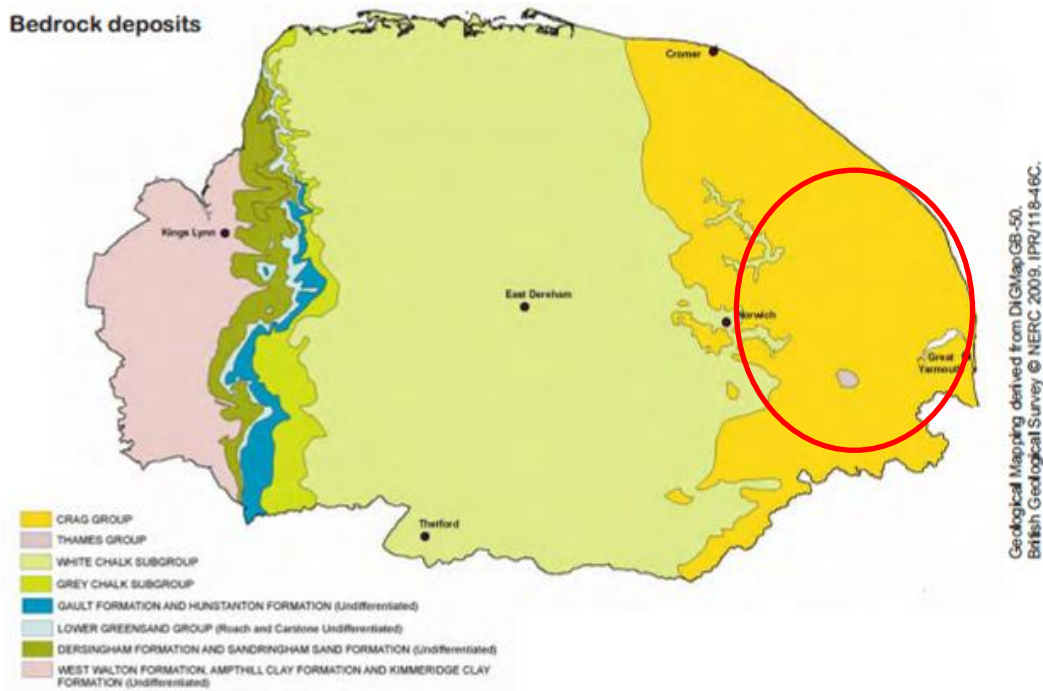 Bedrock deposits
Cromer
Kings Lynn
East Dereham
Norwich
Great
Yarmouth
Thetford
CRAG GROUP
THAMES GROUP
WHITE CHALK SUBGROUP
GREY CHALK SUBGROUP
GAULT FORMATION AND HUNSTANTON FORMATION (Undifferentiated)
LOWER GREENSAND GROUP (Roach and Carstone Undifferentiated)
DERSINGHAM FORMATION AND SANDRINGHAM SAND FORMATION (Undifferentiated)
WEST WALTON FORMATION, AMPTHILL CLAY FORMATION AND KIMMERIDGE CLAY
FORMATION (Undifferentiated)
Geological Mapping derived from DiGMapGB-50.
British Geological Survey © NERC 2009. IPR/118-46C.